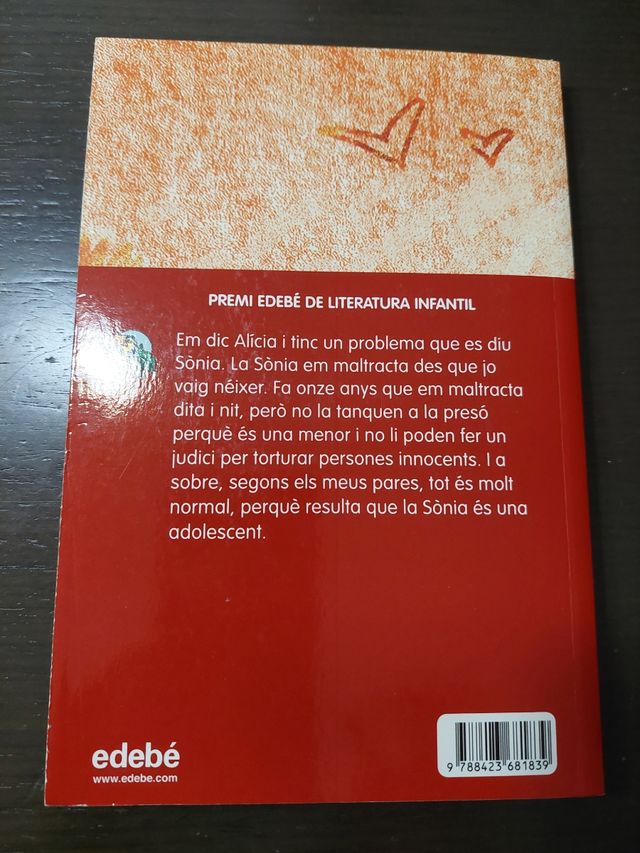 PREMI EDEBÉ DE LITERATURA INFANTIL
Em dic Alícia i tinc un problema que es diu
Sònia. La Sònia em maltracta des que jo
vaig néixer. Fa onze anys que em maltracta
dita i nit, però no la tanquen a la presó
perquè és una menor i no li poden fer un
judici per torturar persones innocents. I a
sobre, segons els meus pares, tot és molt
normal, perquè resulta que la Sònia és una
adolescent.
edebé
www.edebe.com
9 788423 681839